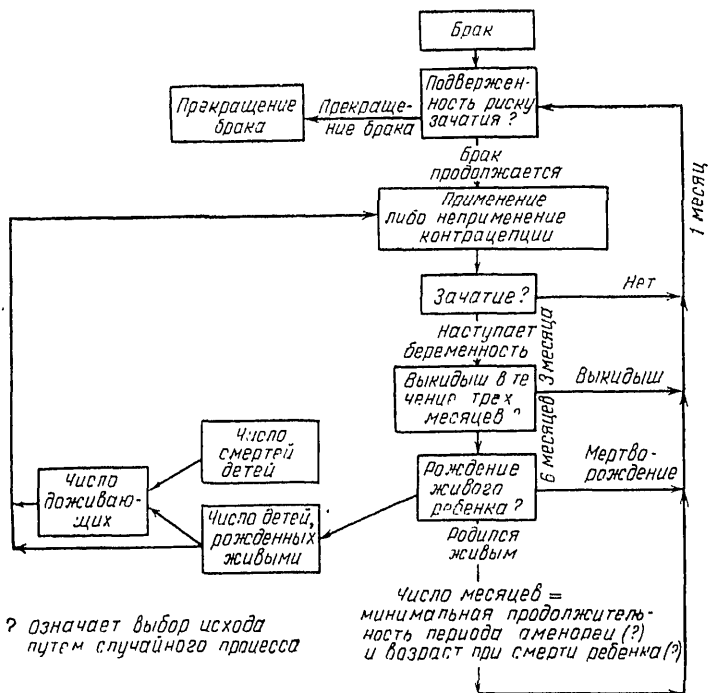 Брак
Подвержен-
ность риску
зачатия?
Прекраще-
ние брака
Прекращение
брака
Брак
продолжается
1 месяц
Применение
либо неприменение
контрацепции
Зачатие?
Нет
Наступает
беременность
3 месяца
Выкидыш в те
чение трех
месяцев?
Выкидыш
6 месяцев
Число
смертей
детей
Рождение
живого
ребенка?
Мертво-
рождение
Число
доживаю-
щих
Число детей,
рожденных
живыми
Родился
живым
Число месяцев =
минимальная продолжитель-
ность периода аменореи (?)
и возраст при смерти ребенка (?)
? означает выбор исхода
путем случайного процесса